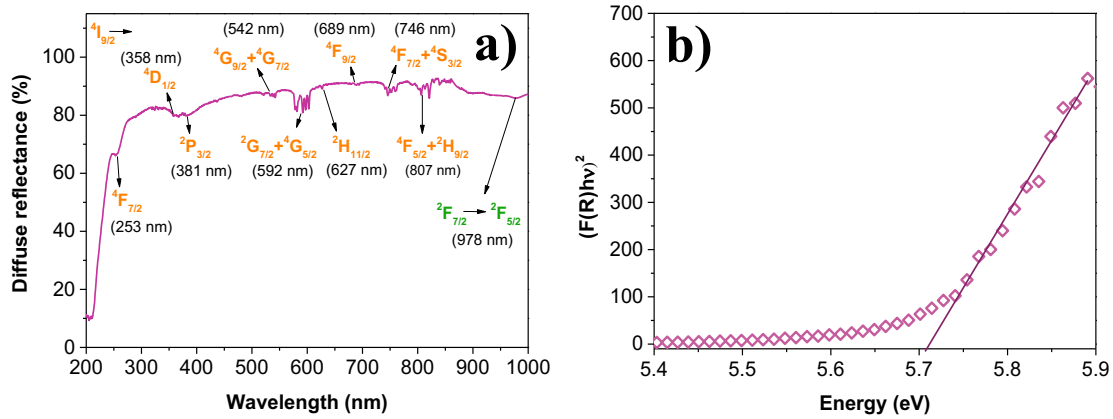 a)
⁴I₉/₂
(358 nm)
(542 nm)
(689 nm)
(746 nm)
⁴D₁/₂
⁴G₉/₂+⁴G₇/₂
⁴F₉/₂
⁴F₇/₂+⁴S₃/₂
²P₃/₂
(381 nm)
²G₇/₂+⁴G₅/₂
(592 nm)
²H₁₁/₂
(627 nm)
⁴F₅/₂+²H₉/₂
(807 nm)
⁴F₇/₂
(253 nm)
²F₇/₂
²F₅/₂
(978 nm)
Diffuse reflectance (%)
100
80
60
40
20
0
200 300 400 500 600 700 800 900 1000
Wavelength (nm)
b)
(F(R)hν)²
700
600
500
400
300
200
100
0
5.4 5.5 5.6 5.7 5.8 5.9
Energy (eV)